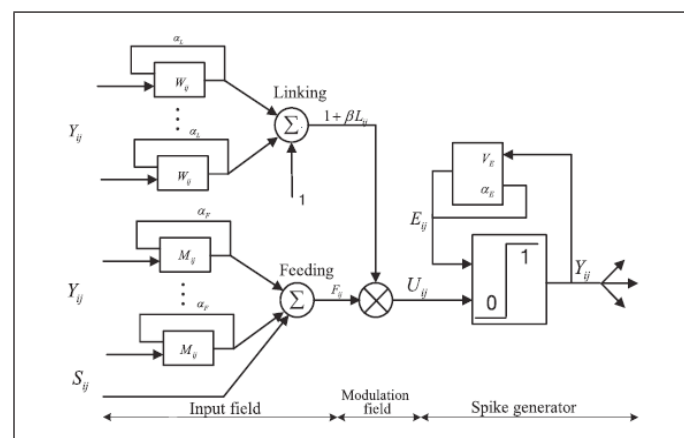 α_L
W_ij
Linking
1 + βL_ij
Y_ij
α_L
W_ij
1
V_E
α_E
E_ij
α_F
M_ij
Feeding
1
Y_ij
Y_ij
α_F
Σ
Σ
F_ij
U_ij
0
M_ij
S_ij
Input field
Modulation
field
Spike generator